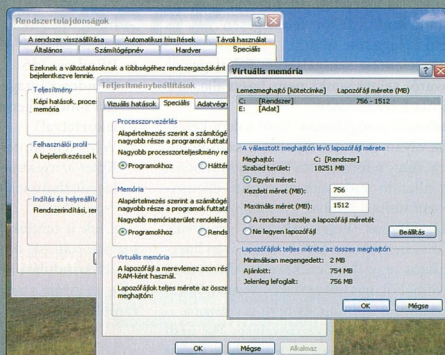 Rendszertulajdonságok
A rendszer visszaállítása Automatikus frissítések Távoli használat
Általános Számítógépnév Hardver Speciális
Ezeknek a változtatásoknak a többségéhez rendszergazdaként
bejelentkezve lennie.
Teljesítmény
Képi hatások, proce
memória
Felhasználói profil
A bejelentkezéssel k
Indítás és helyreállít
Rendszerindítási, re
Teljesítménybeállítások
Vizuális hatások Speciális Adatvég
Processzorvezérlés
Alapértelmezés szerint a számítógé
nagyobb része a programok futtatá
Nagyobb processzorteljesítmény re
Programokhoz Háttér
Memória
Alapértelmezés szerint a számítógé
nagyobb része a programok futtatá
Nagyobb memóriaterület rendelése
Programokhoz Rends
Virtuális memória
A lapozófájl a merevlemez azon rés
RAM-ként használ.
Lapozófájlok teljes mérete az össze
meghajtón:
OK Mégse Alkalmaz
Virtuális memória
Lemezmeghajtó [kötetcímke] Lapozófájl mérete (MB)
C: [Rendszer] 756 - 1512
E: [Adat]
A választott meghajtón lévő lapozófájl mérete
Meghajtó: C: [Rendszer]
Szabad terület: 18251 MB
Egyéni méret:
Kezdeti méret (MB): 756
Maximális méret (MB): 1512
A rendszer kezelje a lapozófájl méretét
Ne legyen lapozófájl Beállítás
Lapozófájlok teljes mérete az összes meghajtón
Minimálisan megengedett: 2 MB
Ajánlott: 754 MB
Jelenleg lefoglalt: 756 MB
OK Mégse